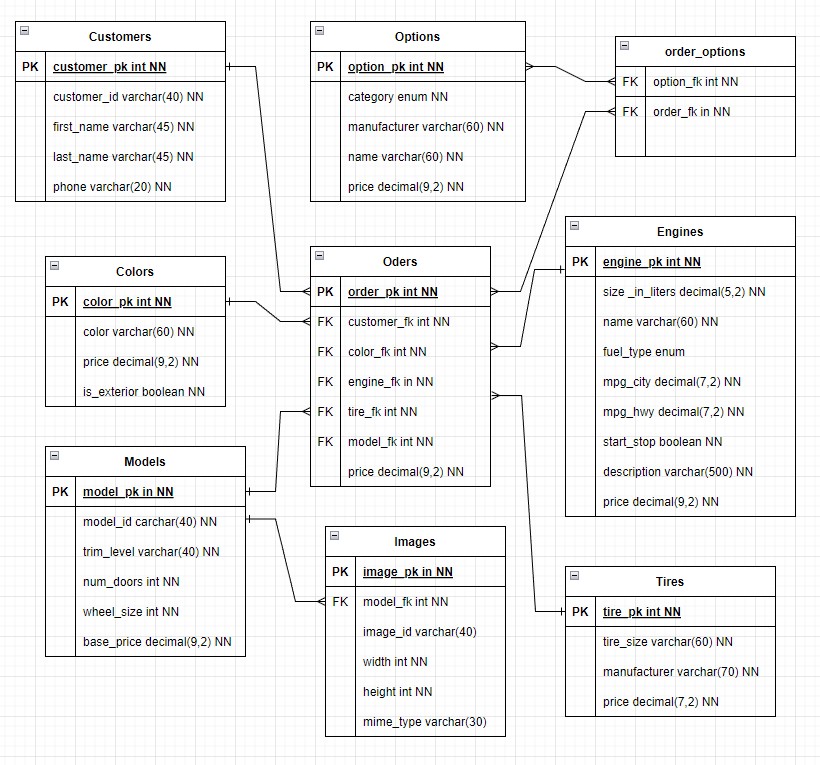 Customers
PK customer_pk int NN
customer_id varchar(40) NN
first_name varchar(45) NN
last_name varchar(45) NN
phone varchar(20) NN
Options
PK option_pk int NN
category enum NN
manufacturer varchar(60) NN
name varchar(60) NN
price decimal(9,2) NN
order_options
FK option_fk int NN
FK order_fk in NN
Colors
PK color_pk int NN
color varchar(60) NN
price decimal(9,2) NN
is_exterior boolean NN
Oders
PK order_pk int NN
FK customer_fk int NN
FK color_fk int NN
FK engine_fk in NN
FK tire_fk int NN
FK model_fk int NN
price decimal(9,2) NN
Engines
PK engine_pk int NN
size _in_liters decimal(5,2) NN
name varchar(60) NN
fuel_type enum
mpg_city decimal(7,2) NN
mpg_hwy decimal(7,2) NN
start_stop boolean NN
description varchar(500) NN
price decimal(9,2) NN
Models
PK model_pk in NN
model_id carchar(40) NN
trim_level varchar(40) NN
num_doors int NN
wheel_size int NN
base_price decimal(9,2) NN
Images
PK image_pk in NN
FK model_fk int NN
image_id varchar(40)
width int NN
height int NN
mime_type varchar(30)
Tires
PK tire_pk int NN
tire_size varchar(60) NN
manufacturer varchar(70) NN
price decimal(7,2) NN